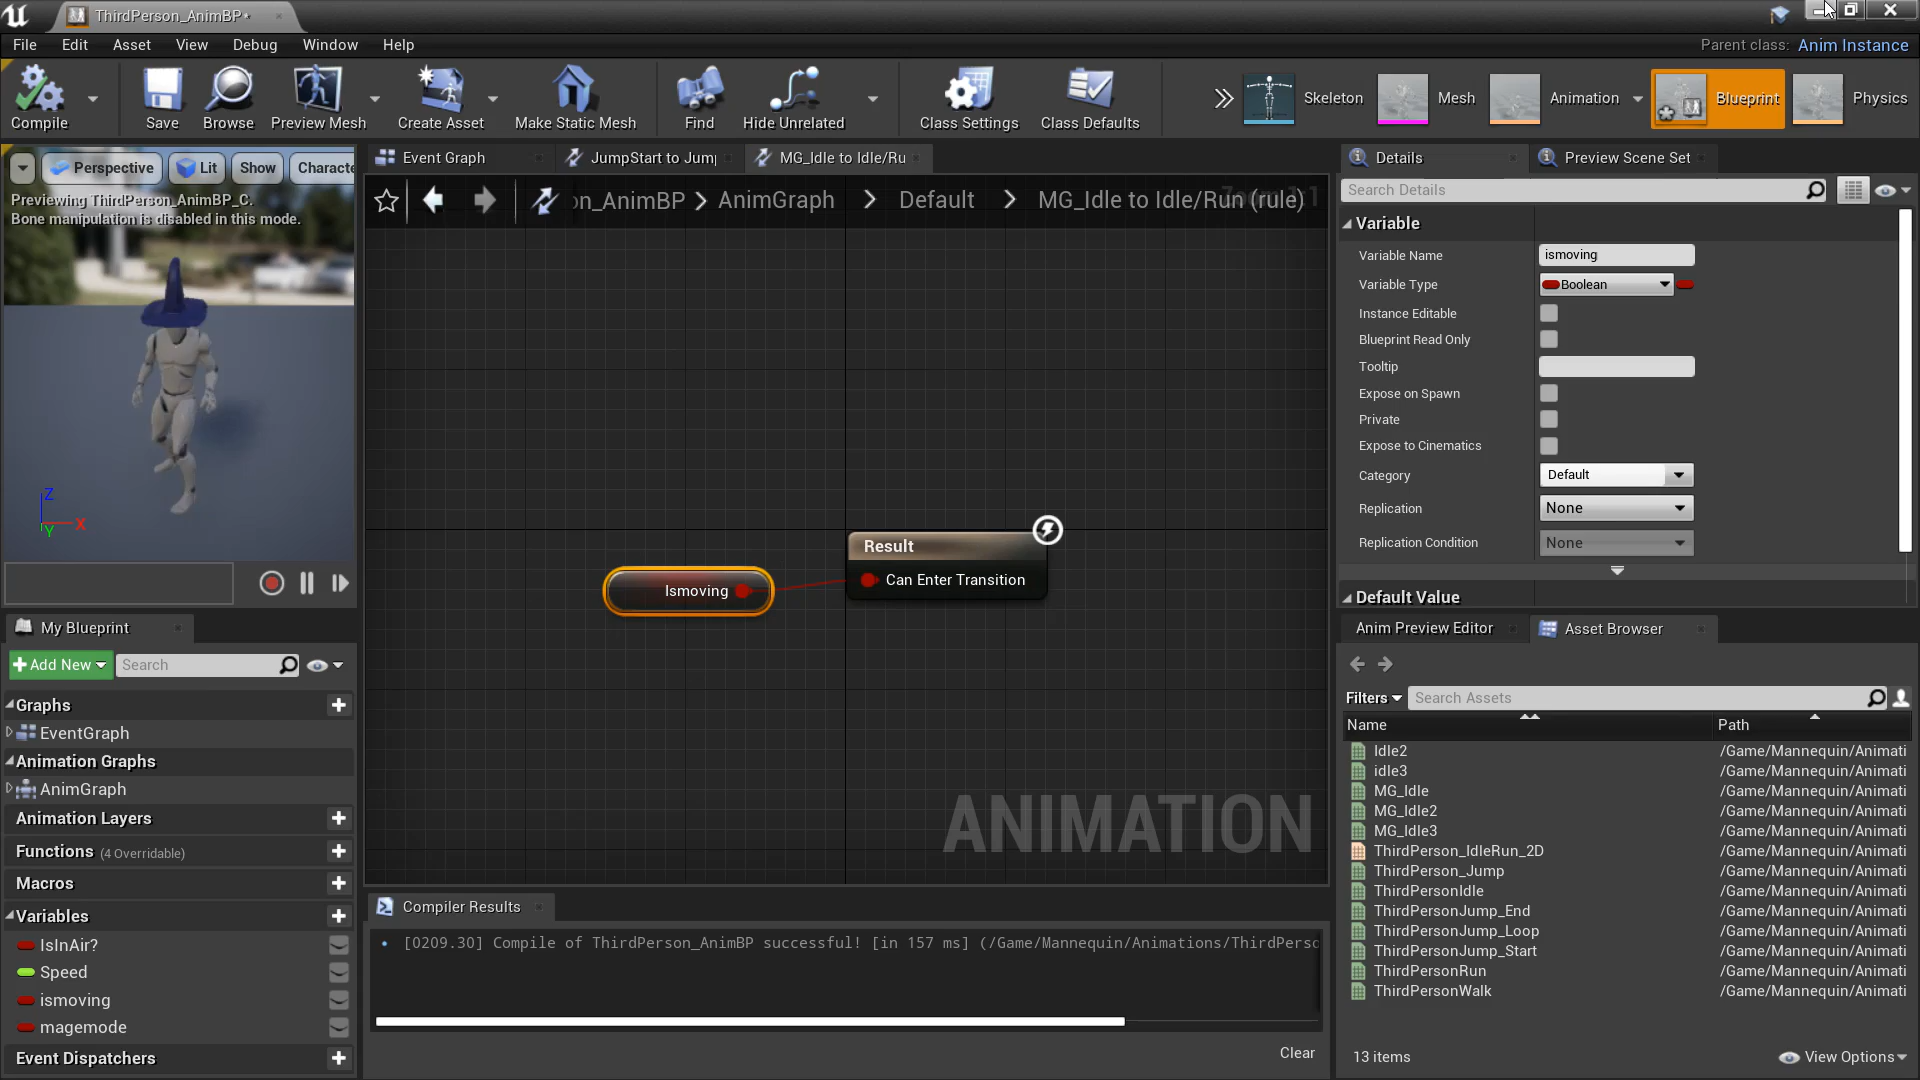 ThirdPerson_AnimBP*
File Edit Asset View Debug Window Help
Parent class: Anim Instance
Compile Save Browse Preview Mesh Create Asset Make Static Mesh Find Hide Unrelated Class Settings Class Defaults Skeleton Mesh Animation Blueprint Physics
Perspective Lit Show Characte
Previewing ThirdPerson_AnimBP_C.
Bone manipulation is disabled in this mode.
Z
X
Y
Event Graph JumpStart to Jum MG_Idle to Idle/Ru
on_AnimBP > AnimGraph > Default > MG_Idle to Idle/Run (rule)
Zoom 1:1
Ismoving
Result
Can Enter Transition
ANIMATION
Compiler Results
• [0209.30] Compile of ThirdPerson_AnimBP successful! [in 157 ms] (/Game/Mannequin/Animations/ThirdPerso
Clear
My Blueprint
Add New Search
Graphs
EventGraph
Animation Graphs
AnimGraph
Animation Layers
Functions (4 Overridable)
Macros
Variables
IsInAir?
Speed
ismoving
magemode
Event Dispatchers
Details Preview Scene Set
Search Details
Variable
Variable Name ismoving
Variable Type Boolean
Instance Editable
Blueprint Read Only
Tooltip
Expose on Spawn
Private
Expose to Cinematics
Category Default
Replication None
Replication Condition None
Default Value
Anim Preview Editor Asset Browser
Filters Search Assets
Name Path
Idle2 /Game/Mannequin/Animati
idle3 /Game/Mannequin/Animati
MG_Idle /Game/Mannequin/Animati
MG_Idle2 /Game/Mannequin/Animati
MG_Idle3 /Game/Mannequin/Animati
ThirdPerson_IdleRun_2D /Game/Mannequin/Animati
ThirdPerson_Jump /Game/Mannequin/Animati
ThirdPersonIdle /Game/Mannequin/Animati
ThirdPersonJump_End /Game/Mannequin/Animati
ThirdPersonJump_Loop /Game/Mannequin/Animati
ThirdPersonJump_Start /Game/Mannequin/Animati
ThirdPersonRun /Game/Mannequin/Animati
ThirdPersonWalk /Game/Mannequin/Animati
13 items View Options